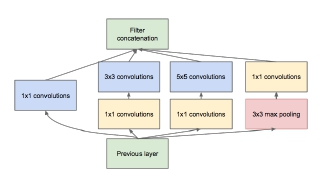 Filter
concatenation
3x3 convolutions
5x5 convolutions
1x1 convolutions
1x1 convolutions
1x1 convolutions
1x1 convolutions
3x3 max pooling
Previous layer